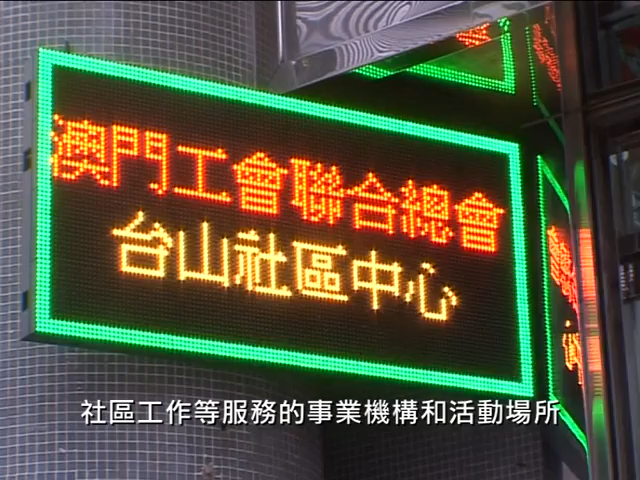 澳門工會聯合總會
台山社區中心
社區工作等服務的事業機構和活動場所